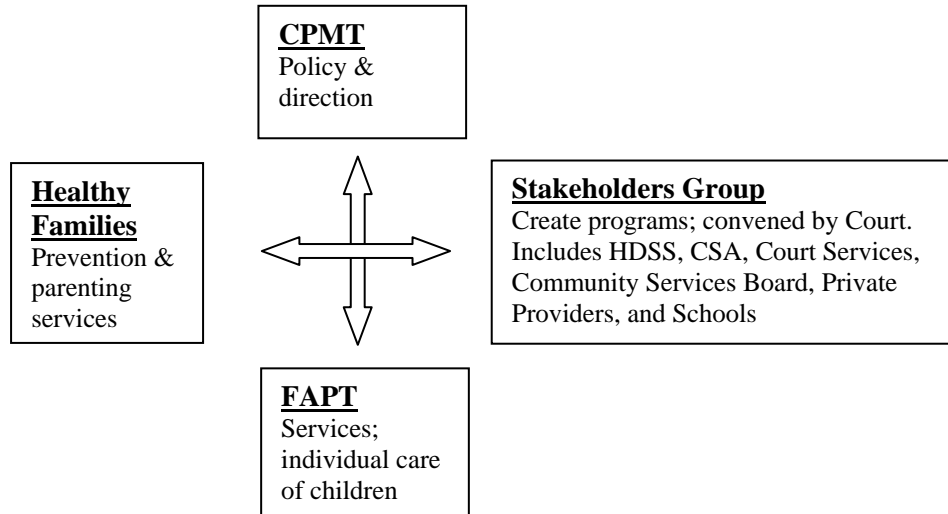 CPMT
Policy &
direction
Healthy
Families
Prevention &
parenting
services
Stakeholders Group
Create programs; convened by Court.
Includes HDSS, CSA, Court Services,
Community Services Board, Private
Providers, and Schools
FAPT
Services;
individual care
of children